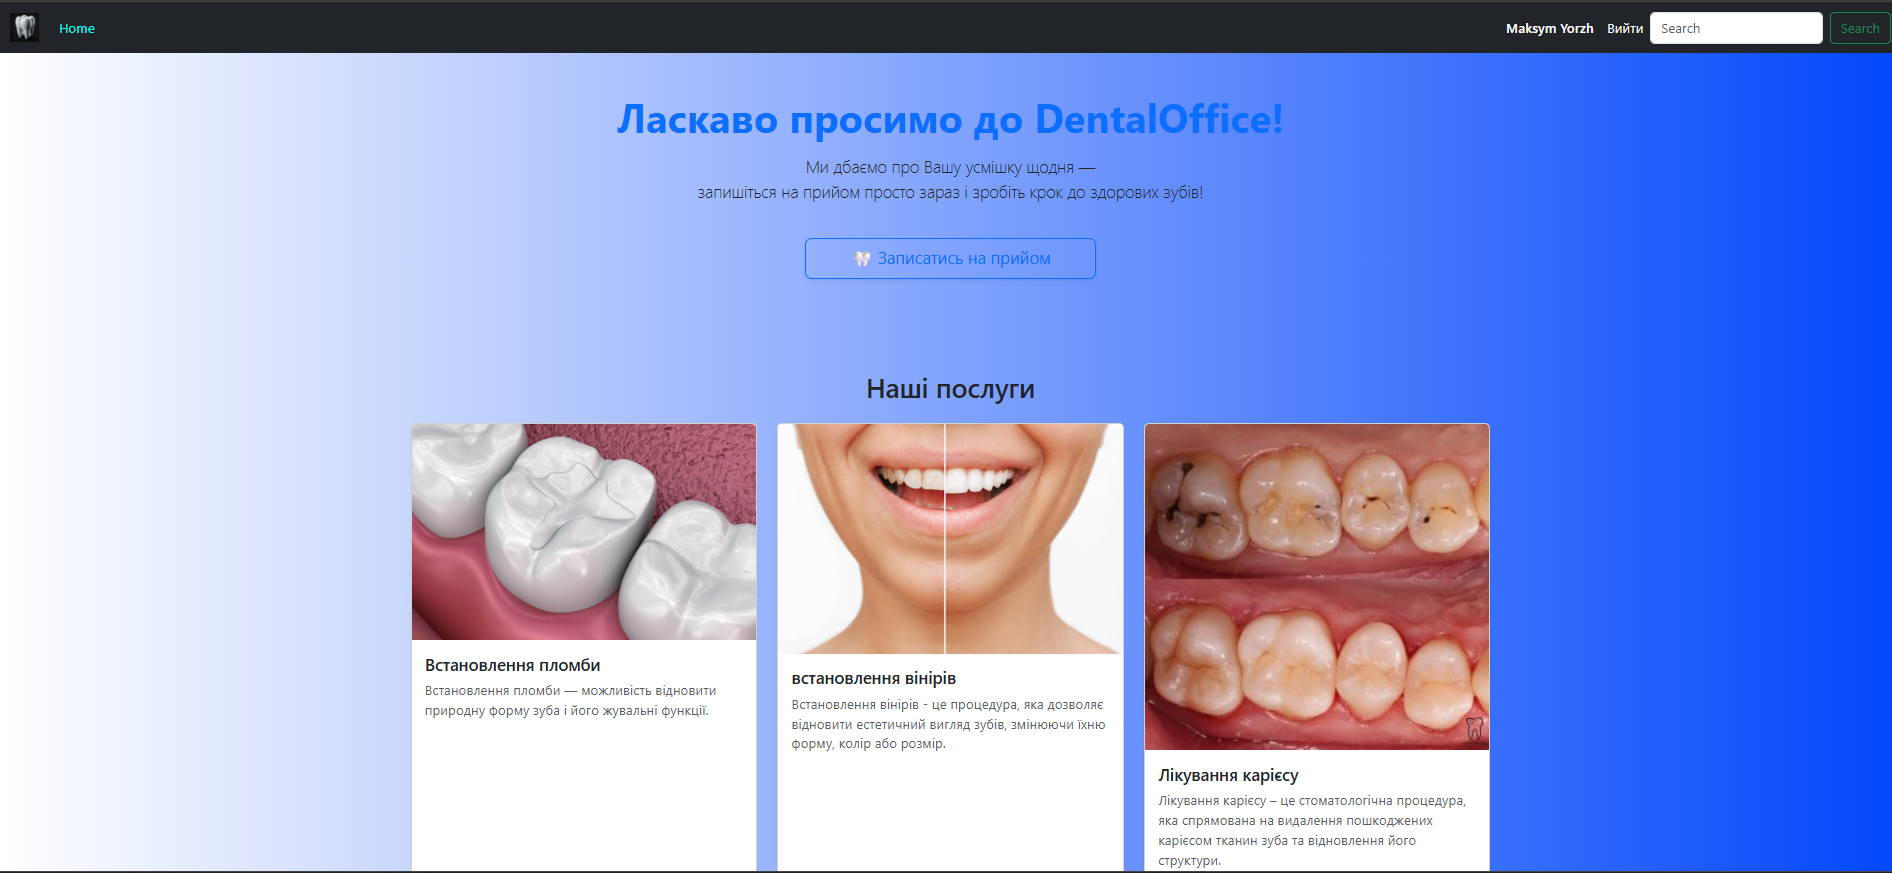 Home
Maksym Yorzh Вийти Search Search
Ласкаво просимо до DentalOffice!
Ми дбаємо про Вашу усмішку щодня —
запишіться на прийом просто зараз і зробіть крок до здорових зубів!
🦷 Записатись на прийом
Наші послуги
Встановлення пломби
Встановлення пломби — можливість відновити
природну форму зуба і його жувальні функції.
встановлення вінірів
Встановлення вінірів - це процедура, яка дозволяє
відновити естетичний вигляд зубів, змінюючи їхню
форму, колір або розмір.
Лікування карієсу
Лікування карієсу – це стоматологічна процедура,
яка спрямована на видалення пошкоджених
карієсом тканин зуба та відновлення його
структури.